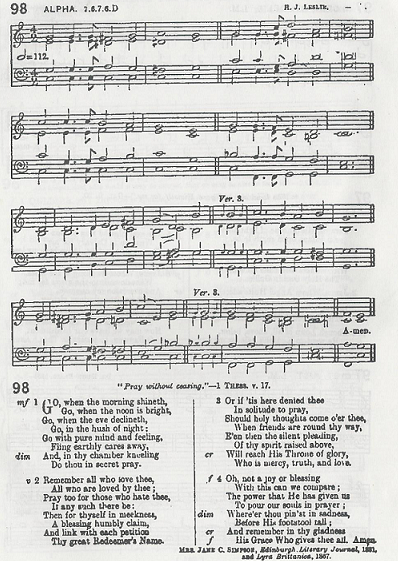 98 ALPHA. 7.6.7.6.D R. J. LESLIE.
=112.
Ver. 3.
Ver. 3.
A-men.
98
"Pray without ceasing."—1 THESS. v. 17.
mf 1 GO, when the morning shineth,
Go, when the noon is bright,
Go, when the eve declineth,
Go, in the hush of night:
Go with pure mind and feeling,
Fling earthly cares away,
dim And, in thy chamber kneeling
Do thou in secret pray.
2 Remember all who love thee,
All who are loved by thee;
Pray too for those who hate thee,
If any such there be:
Then for thyself in meekness,
A blessing humbly claim,
And link with each petition
Thy great Redeemer's Name.
3 Or if 'tis here denied thee
In solitude to pray,
Should holy thoughts come o'er thee,
When friends are round thy way,
E'en then the silent pleading,
Of thy spirit raised above,
cr Will reach His Throne of glory,
Who is mercy, truth, and love.
f 4 Oh, not a joy or blessing
With this can we compare;
The power that He has given us
To pour our souls in prayer;
dim Where'er thou pin'st in sadness,
Before His footstool fall;
cr And remember in thy gladness
f His Grace Who gives thee all. Amen.
MRS. JANE C. SIMPSON, Edinburgh Literary Journal, 1831,
and Lyra Brittanica, 1867.